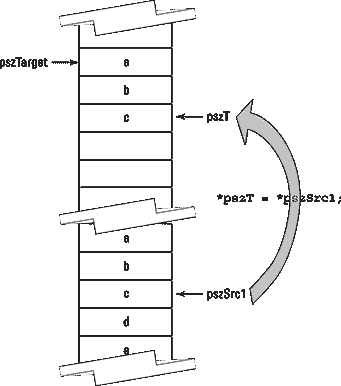 pszTarget
a
b
c
pszT
*pszT = *pszSrc1;
a
b
c
pszSrc1
d
e